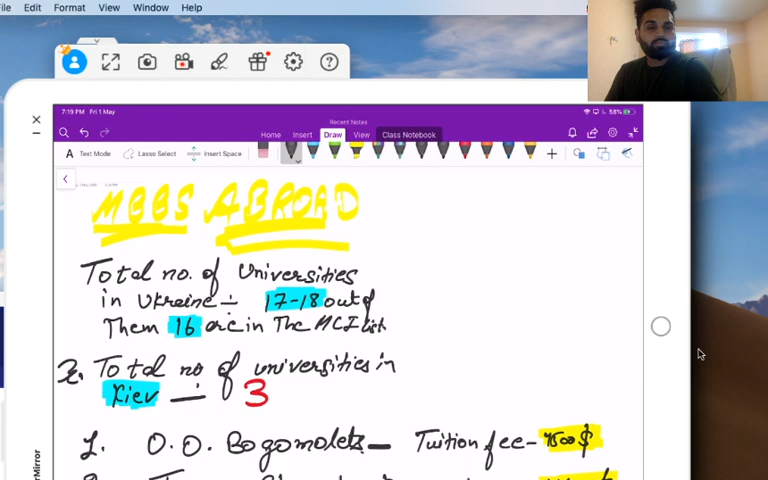 File Edit Format View Window Help
7:19 PM Fri 1 May
58%
Recent Notes
Home Insert Draw View Class Notebook
A Text Mode Lasso Select Insert Space
MBBS ABROAD
Total no. of Universities
in Ukraine ÷ 17-18 out of
Them 16 are in The MCI list
2. Total no of universities in
Kiev — 3
1. O.O. Bogomolets — Tuition fee - 4500 $
Mirror